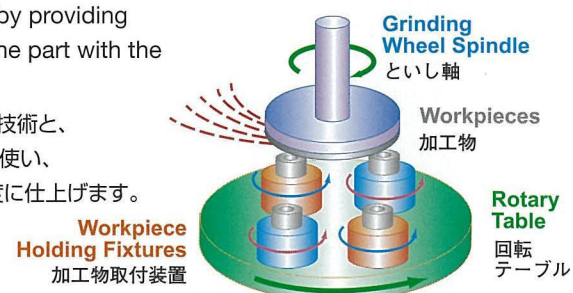 by providing
ne part with the
技術と、
使い、
度に仕上げます。
Grinding
Wheel Spindle
といし軸
Workpieces
加工物
Rotary
Table
回転
テーブル
Workpiece
Holding Fixtures
加工物取付装置